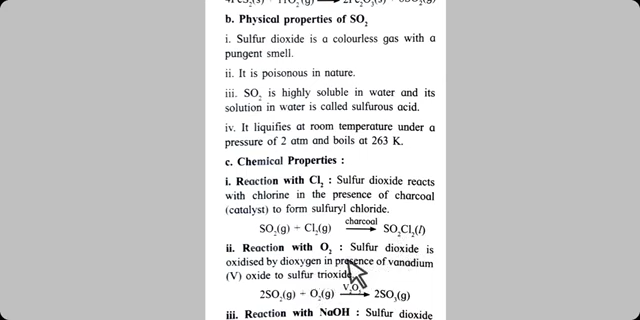 b. Physical properties of SO₂
i. Sulfur dioxide is a colourless gas with a
pungent smell.
ii. It is poisonous in nature.
iii. SO₂ is highly soluble in water and its
solution in water is called sulfurous acid.
iv. It liquifies at room temperature under a
pressure of 2 atm and boils at 263 K.
c. Chemical Properties :
i. Reaction with Cl₂ : Sulfur dioxide reacts
with chlorine in the presence of charcoal
(catalyst) to form sulfuryl chloride.
charcoal
SO₂(g) + Cl₂(g) ⟶ SO₂Cl₂(l)
ii. Reaction with O₂ : Sulfur dioxide is
oxidised by dioxygen in presence of vanadium
(V) oxide to sulfur trioxide.
V₂O₅
2SO₂(g) + O₂(g) ⟶ 2SO₃(g)
iii. Reaction with NaOH : Sulfur dioxide